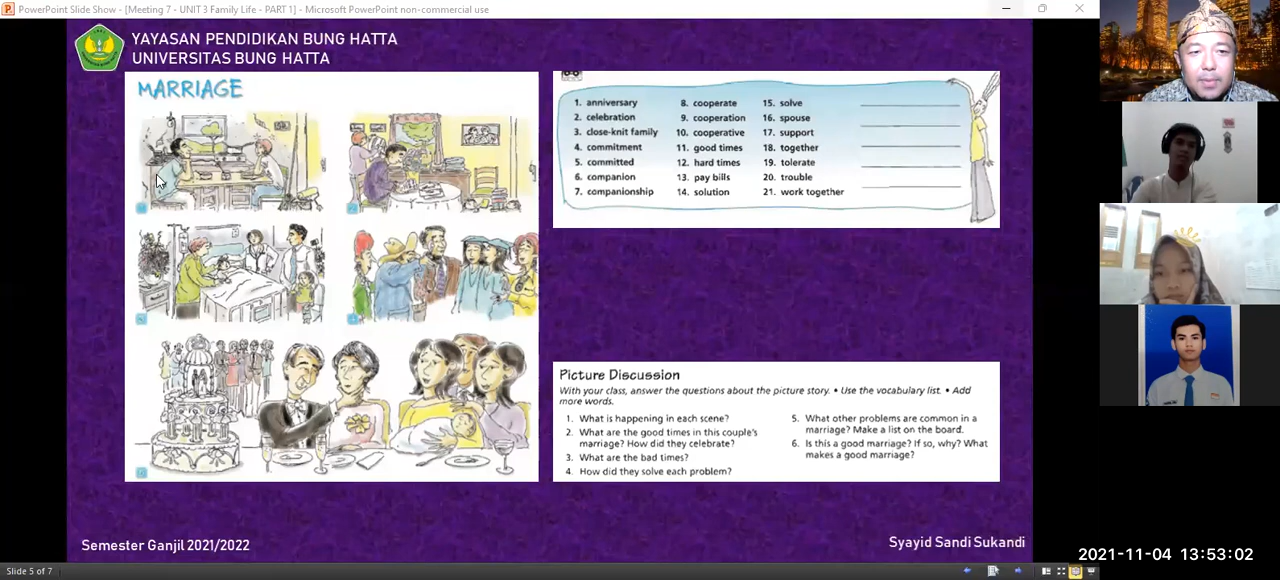 PowerPoint Slide Show - [Meeting 7 - UNIT 3 Family Life - PART 1] - Microsoft PowerPoint non-commercial use
YAYASAN PENDIDIKAN BUNG HATTA
UNIVERSITAS BUNG HATTA
MARRIAGE
1. anniversary
2. celebration
3. close-knit family
4. commitment
5. committed
6. companion
7. companionship
8. cooperate
9. cooperation
10. cooperative
11. good times
12. hard times
13. pay bills
14. solution
15. solve
16. spouse
17. support
18. together
19. tolerate
20. trouble
21. work together
Picture Discussion
With your class, answer the questions about the picture story. • Use the vocabulary list. • Add
more words.
1. What is happening in each scene?
2. What are the good times in this couple's
marriage? How did they celebrate?
3. What are the bad times?
4. How did they solve each problem?
5. What other problems are common in a
marriage? Make a list on the board.
6. Is this a good marriage? If so, why? What
makes a good marriage?
Semester Ganjil 2021/2022
Syayid Sandi Sukandi
2021-11-04 13:53:02
Slide 5 of 7